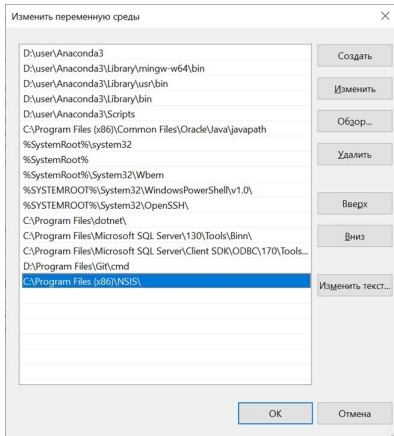 Изменить переменную среды
D:\user\Anaconda3
D:\user\Anaconda3\Library\mingw-w64\bin
D:\user\Anaconda3\Library\usr\bin
D:\user\Anaconda3\Library\bin
D:\user\Anaconda3\Scripts
C:\Program Files (x86)\Common Files\Oracle\Java\javapath
%SystemRoot%\system32
%SystemRoot%
%SystemRoot%\System32\Wbem
%SYSTEMROOT%\System32\WindowsPowerShell\v1.0\
%SYSTEMROOT%\System32\OpenSSH\
C:\Program Files\dotnet\
C:\Program Files\Microsoft SQL Server\130\Tools\Binn\
C:\Program Files\Microsoft SQL Server\Client SDK\ODBC\170\Tools...
D:\Program Files\Git\cmd
C:\Program Files (x86)\NSIS\
Создать
Изменить
Обзор...
Удалить
Вверх
Вниз
Изменить текст...
OK
Отмена